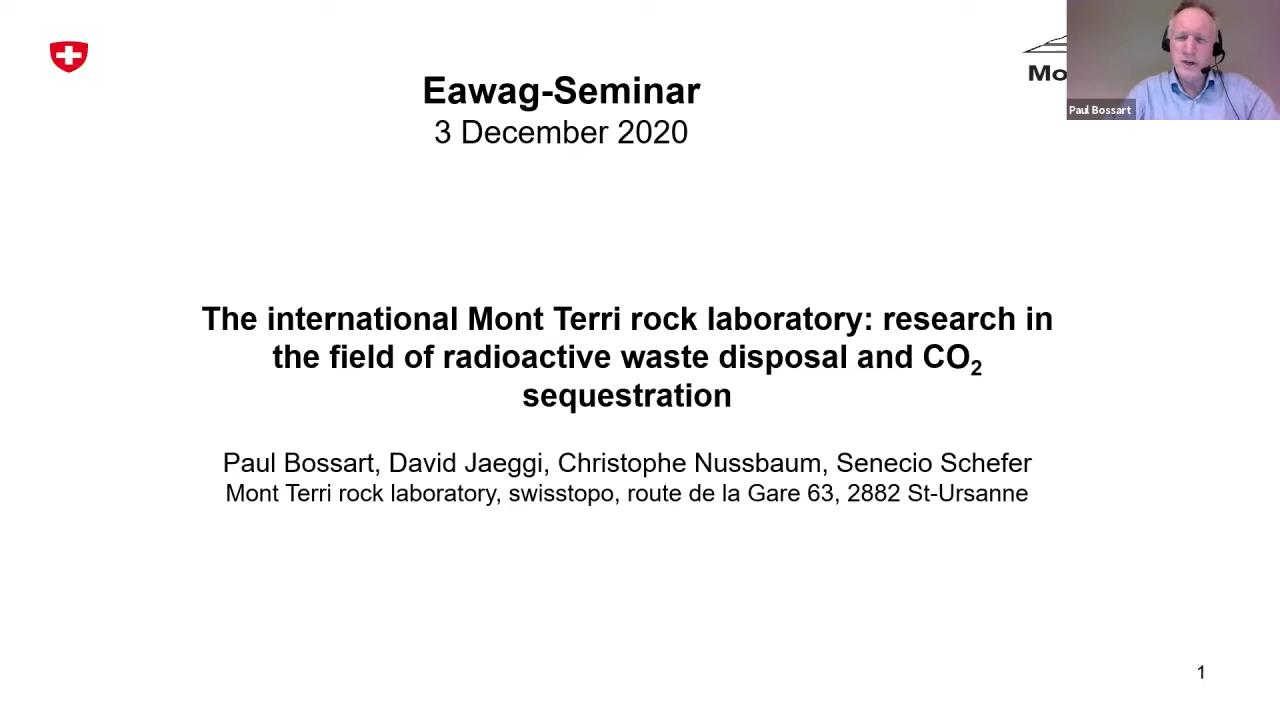 Eawag-Seminar
3 December 2020
Mo
Paul Bossart
The international Mont Terri rock laboratory: research in
the field of radioactive waste disposal and CO₂
sequestration
Paul Bossart, David Jaeggi, Christophe Nussbaum, Senecio Schefer
Mont Terri rock laboratory, swisstopo, route de la Gare 63, 2882 St-Ursanne
1